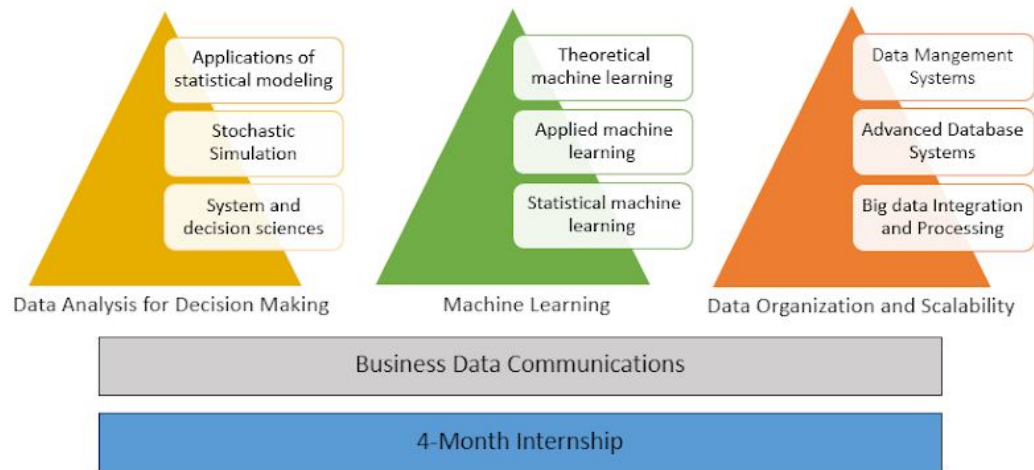 Applications of
statistical modeling
Stochastic
Simulation
System and
decision sciences
Data Analysis for Decision Making
Theoretical
machine learning
Applied machine
learning
Statistical machine
learning
Machine Learning
Data Mangement
Systems
Advanced Database
Systems
Big data Integration
and Processing
Data Organization and Scalability
Business Data Communications
4-Month Internship